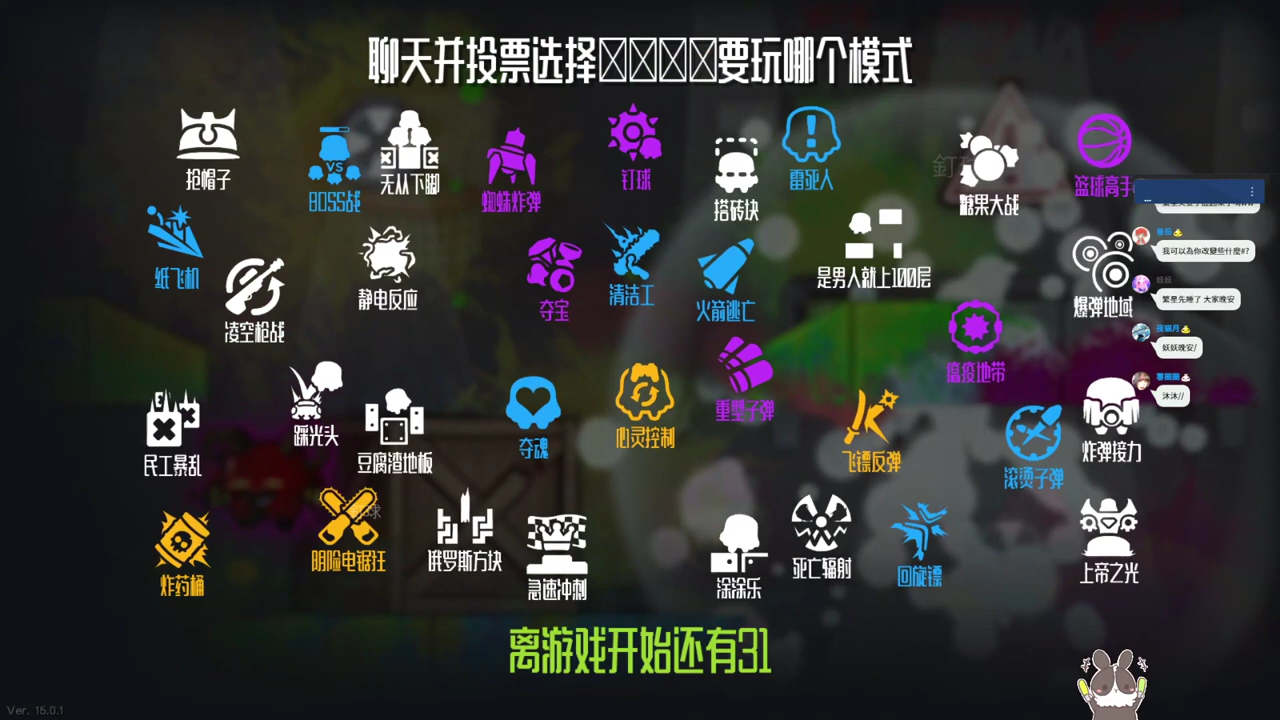 聊天并投票选择□□□□要玩哪个模式
抢帽子
BOSS战
VS
无从下脚
蜘蛛炸弹
钉球
搭砖块
雷死人
糖果大战
篮球高手
纸飞机
凌空枪战
静电反应
夺宝
清洁工
火箭逃亡
是男人就上100层
瘟疫地带
爆弹地域
我可以為你改變些什麼#?
妖妖
繁星先睡了 大家晚安
夜貓月
妖妖晚安/
沐沐//
民工暴乱
踩光头
豆腐渣地板
夺魂
心灵控制
重型子弹
飞镖反弹
滚烫子弹
炸弹接力
炸药桶
阴险电锯狂
俄罗斯方块
急速冲刺
涂涂乐
死亡辐射
回旋镖
上帝之光
离游戏开始还有31
Ver. 15.0.1